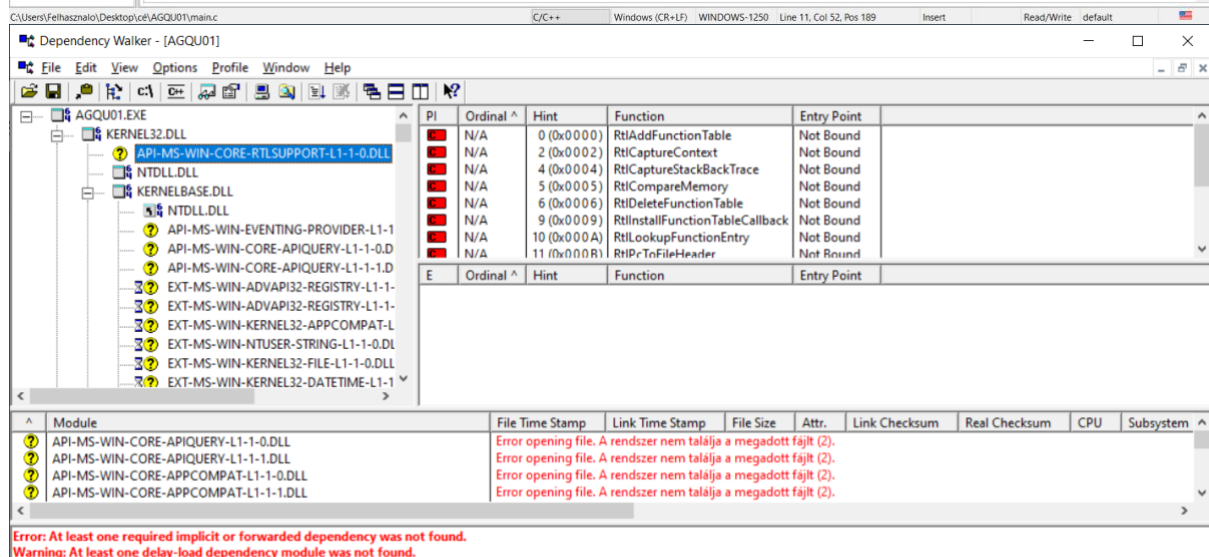 C:\Users\Felhasznalo\Desktop\cé\AGQU01\main.c C/C++ Windows (CR+LF) WINDOWS-1250 Line 11, Col 52, Pos 189 Insert Read/Write default
Dependency Walker - [AGQU01]
File Edit View Options Profile Window Help
AGQU01.EXE
KERNEL32.DLL
API-MS-WIN-CORE-RTLSUPPORT-L1-1-0.DLL
NTDLL.DLL
KERNELBASE.DLL
NTDLL.DLL
API-MS-WIN-EVENTING-PROVIDER-L1-1
API-MS-WIN-CORE-APIQUERY-L1-1-0.D
API-MS-WIN-CORE-APIQUERY-L1-1-1.D
EXT-MS-WIN-ADVAPI32-REGISTRY-L1-1-
EXT-MS-WIN-ADVAPI32-REGISTRY-L1-1-
EXT-MS-WIN-KERNEL32-APPCOMPAT-L
EXT-MS-WIN-NTUSER-STRING-L1-1-0.DL
EXT-MS-WIN-KERNEL32-FILE-L1-1-0.DLL
EXT-MS-WIN-KERNEL32-DATETIME-L1-1
PI Ordinal ^ Hint Function Entry Point
C N/A 0 (0x0000) RtlAddFunctionTable Not Bound
C N/A 2 (0x0002) RtlCaptureContext Not Bound
C N/A 4 (0x0004) RtlCaptureStackBackTrace Not Bound
C N/A 5 (0x0005) RtlCompareMemory Not Bound
C N/A 6 (0x0006) RtlDeleteFunctionTable Not Bound
C N/A 9 (0x0009) RtlInstallFunctionTableCallback Not Bound
C N/A 10 (0x000A) RtlLookupFunctionEntry Not Bound
C N/A 11 (0x000B) RtlPcToFileHeader Not Bound
E Ordinal ^ Hint Function Entry Point
^ Module File Time Stamp Link Time Stamp File Size Attr. Link Checksum Real Checksum CPU Subsystem
API-MS-WIN-CORE-APIQUERY-L1-1-0.DLL Error opening file. A rendszer nem találja a megadott fájlt (2).
API-MS-WIN-CORE-APIQUERY-L1-1-1.DLL Error opening file. A rendszer nem találja a megadott fájlt (2).
API-MS-WIN-CORE-APPCOMPAT-L1-1-0.DLL Error opening file. A rendszer nem találja a megadott fájlt (2).
API-MS-WIN-CORE-APPCOMPAT-L1-1-1.DLL Error opening file. A rendszer nem találja a megadott fájlt (2).
Error: At least one required implicit or forwarded dependency was not found.
Warning: At least one delay-load dependency module was not found.